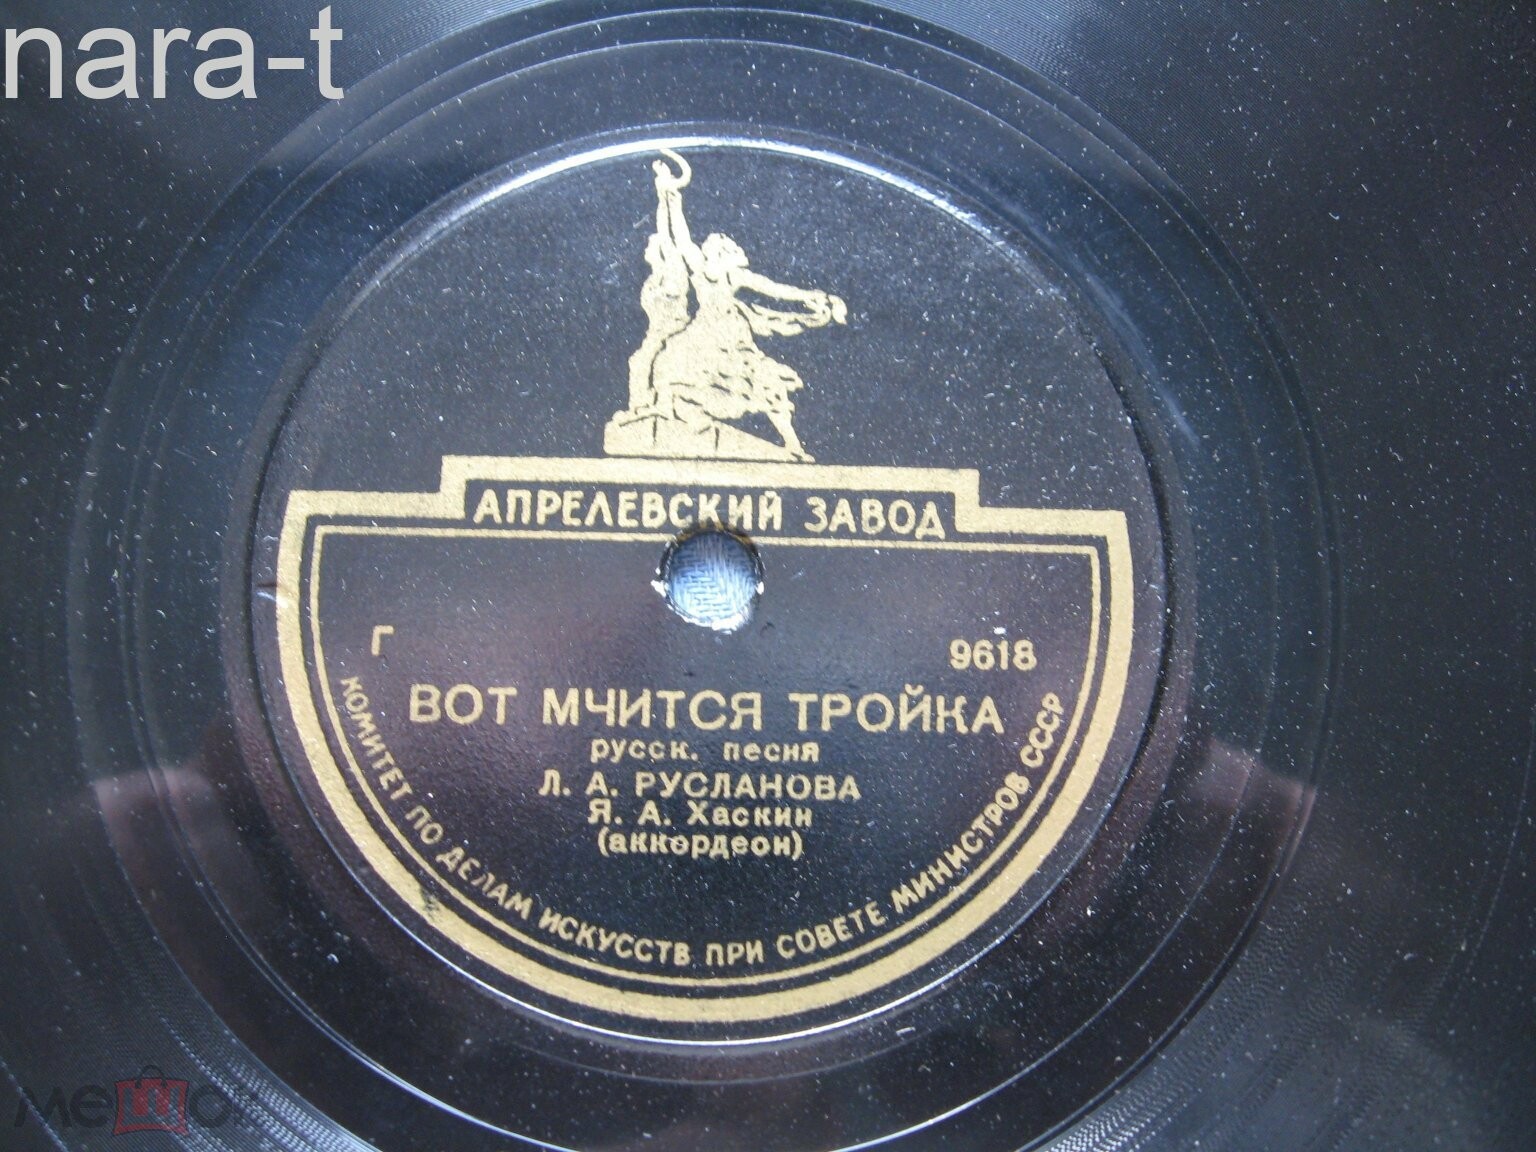 nara-t
АПРЕЛЕВСКИЙ ЗАВОД
Г 9618
ВОТ МЧИТСЯ ТРОЙКА
русск. песня
Л. А. РУСЛАНОВА
Я. А. Хаскин
(аккордеон)
КОМИТЕТ ПО ДЕЛАМ ИСКУССТВ ПРИ СОВЕТЕ МИНИСТРОВ СССР
мешок